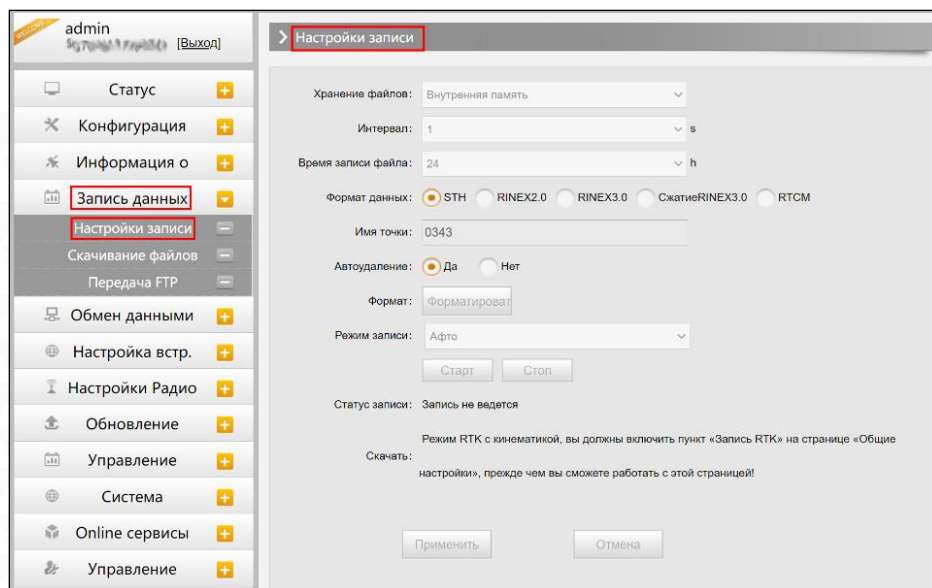 WELCOME
admin
[Выход]
Статус
Конфигурация
Информация о
Запись данных
Настройки записи
Скачивание файлов
Передача FTP
Обмен данными
Настройка встр.
Настройки Радио
Обновление
Управление
Система
Online сервисы
Управление
Настройки записи
Хранение файлов: Внутренняя память
Интервал: 1 s
Время записи файла: 24 h
Формат данных: STH RINEX2.0 RINEX3.0 СжатиеRINEX3.0 RTCM
Имя точки: 0343
Автоудаление: Да Нет
Формат: Форматироват
Режим записи: Афто
Старт Стоп
Статус записи: Запись не ведется
Режим RTK с кинематикой, вы должны включить пункт «Запись RTK» на странице «Общие
Скачать:
настройки», прежде чем вы сможете работать с этой страницей!
Применить Отмена